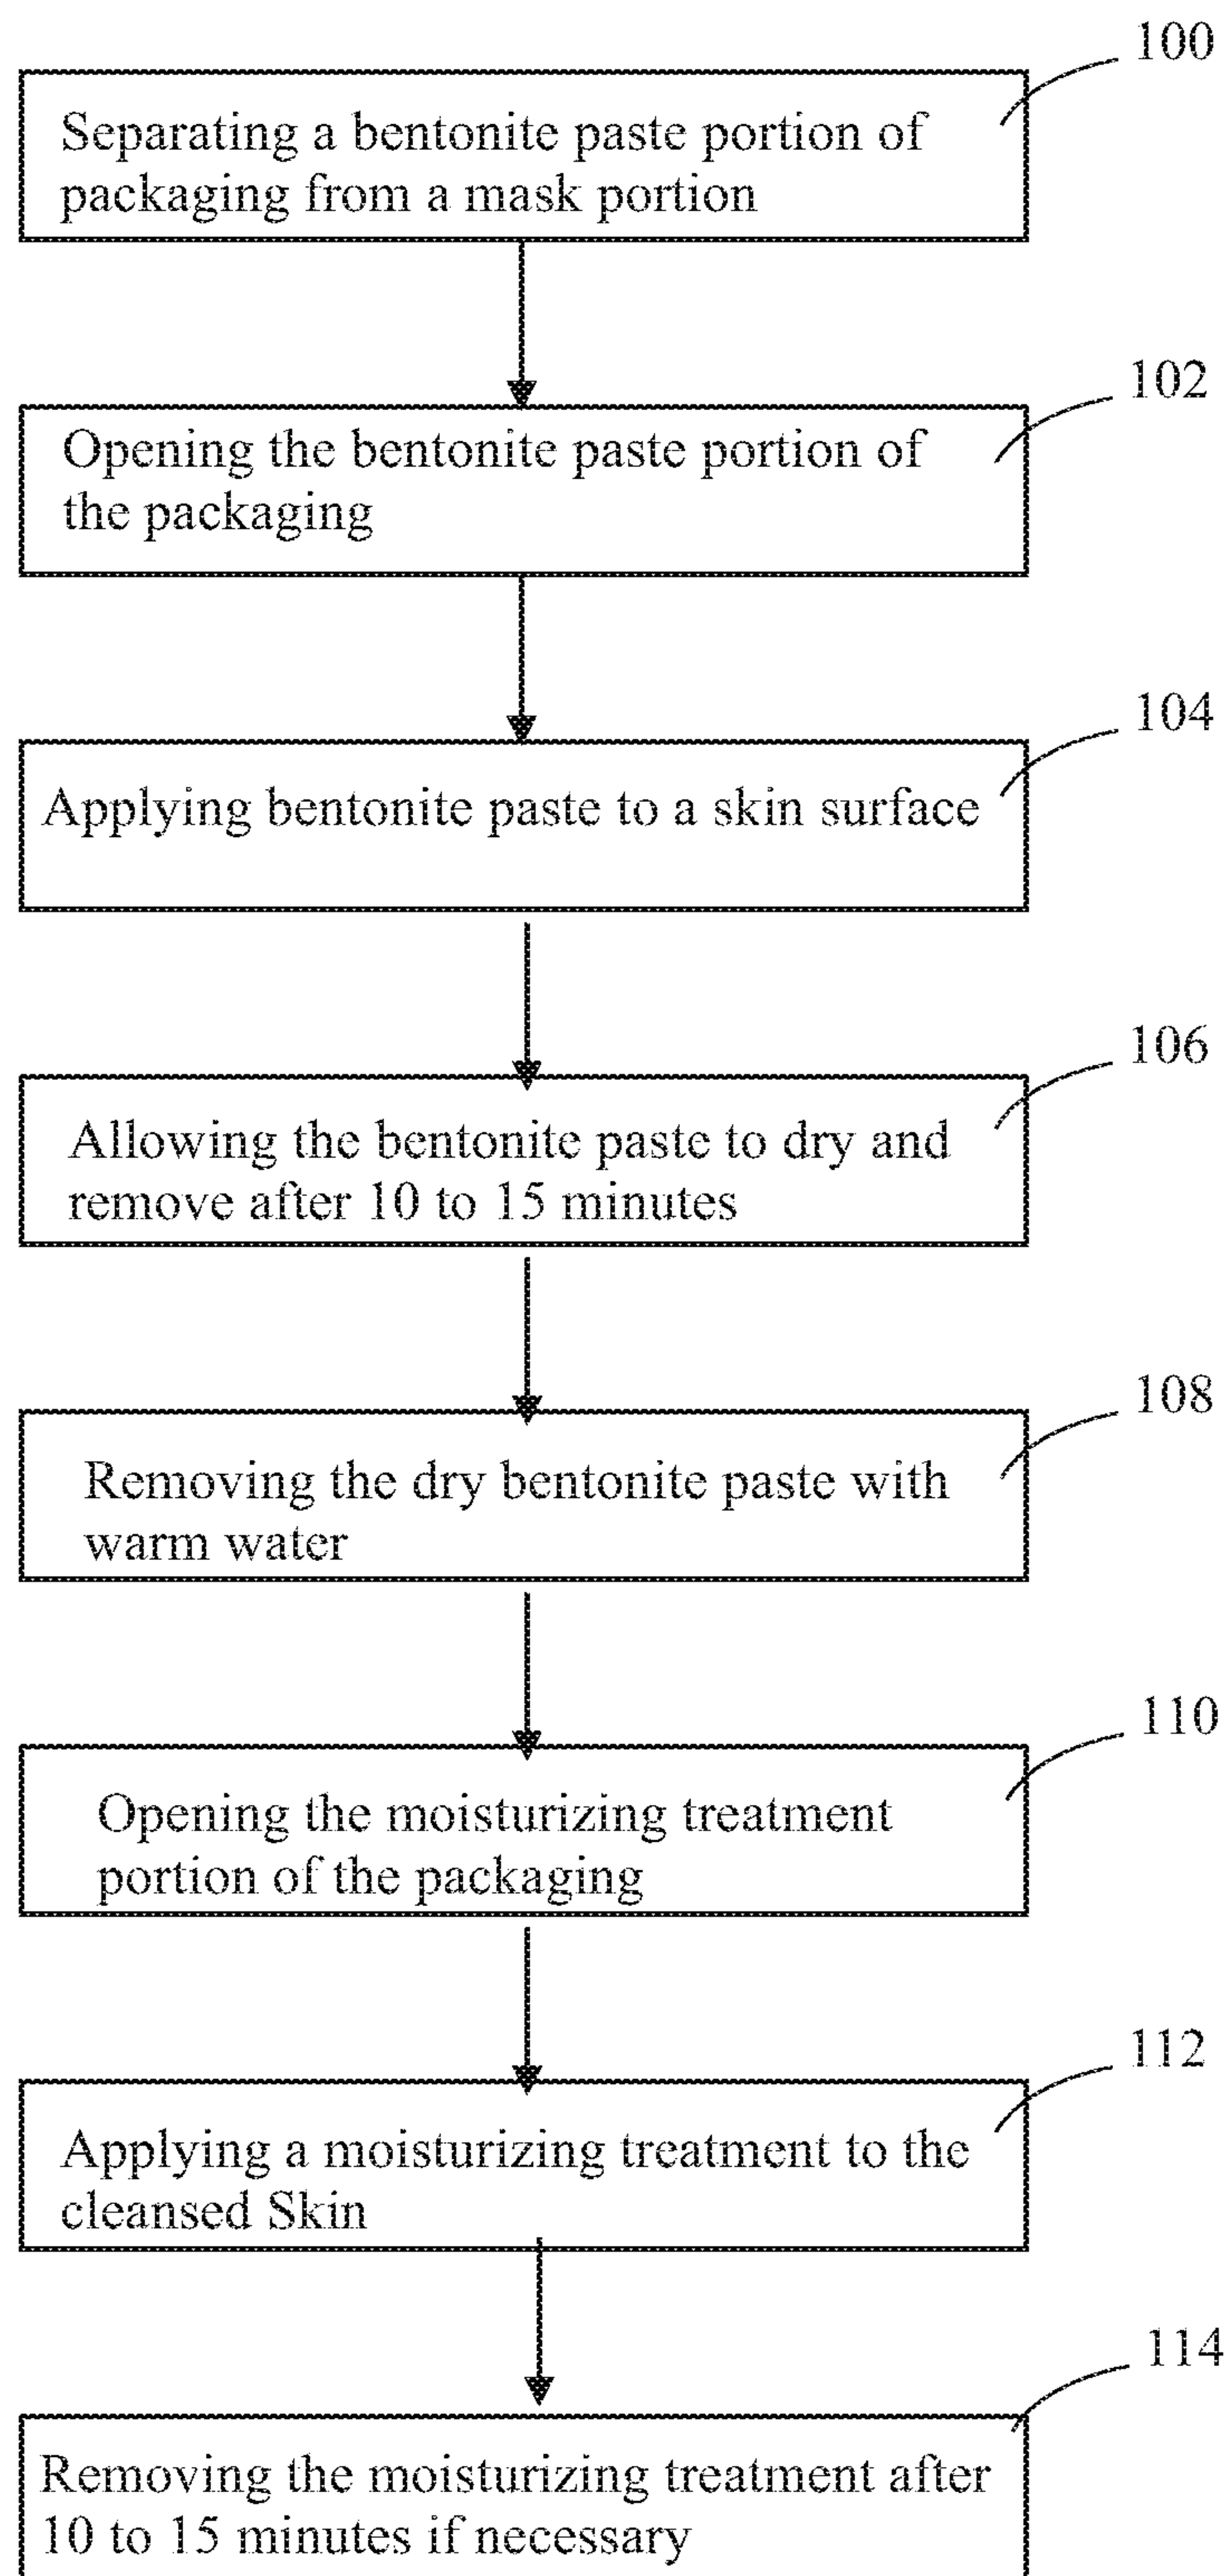 100
Separating a bentonite paste portion of
packaging from a mask portion
102
Opening the bentonite paste portion of
the packaging
104
Applying bentonite paste to a skin surface
106
Allowing the bentonite paste to dry and
remove after 10 to 15 minutes
108
Removing the dry bentonite paste with
warm water
110
Opening the moisturizing treatment
portion of the packaging
112
Applying a moisturizing treatment to the
cleansed Skin
114
Removing the moisturizing treatment after
10 to 15 minutes if necessary